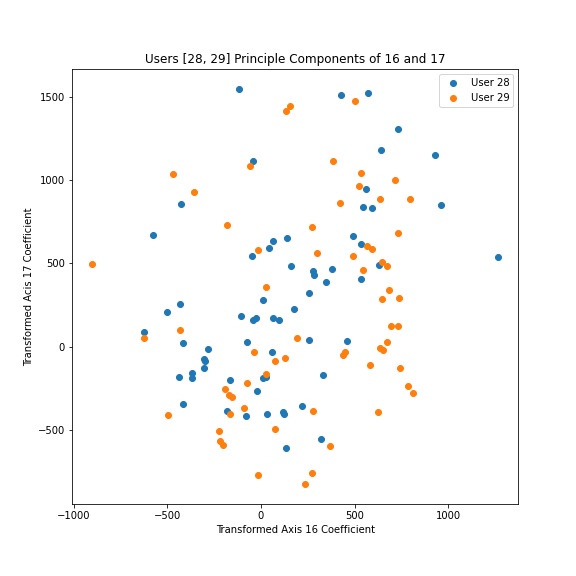 Users [28, 29] Principle Components of 16 and 17
User 28
User 29
1500
1000
500
0
−500
Transformed Acis 17 Coefficient
−1000
−500
0
500
1000
Transformed Axis 16 Coefficient